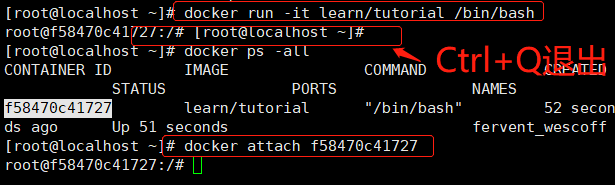 [root@localhost ~]# docker run -it learn/tutorial /bin/bash
root@f58470c41727:/# [root@localhost ~]#
[root@localhost ~]# docker ps -all
CONTAINER ID IMAGE COMMAND CREATED
STATUS PORTS NAMES
f58470c41727 learn/tutorial "/bin/bash" 52 secon
ds ago Up 51 seconds fervent_wescoff
[root@localhost ~]# docker attach f58470c41727
root@f58470c41727:/#
Ctrl+Q退出